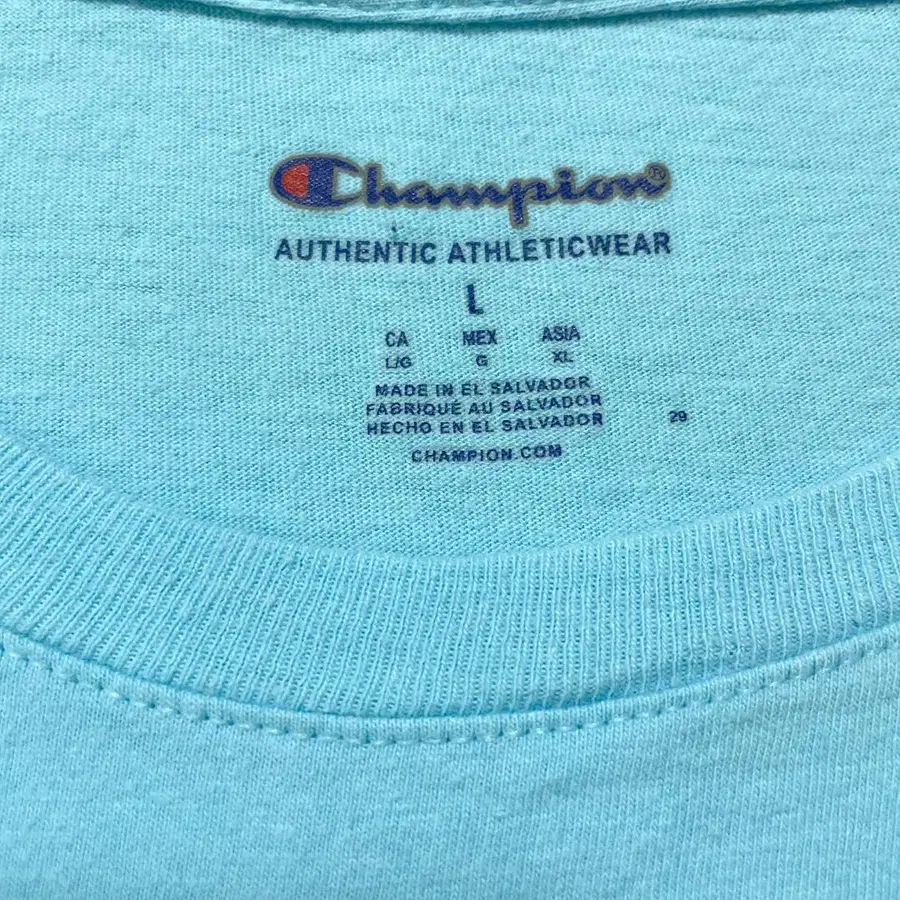 Champion®
AUTHENTIC ATHLETICWEAR
L
CA MEX ASIA
L/G G XL
MADE IN EL SALVADOR
FABRIQUÉ AU SALVADOR
HECHO EN EL SALVADOR 29
CHAMPION.COM